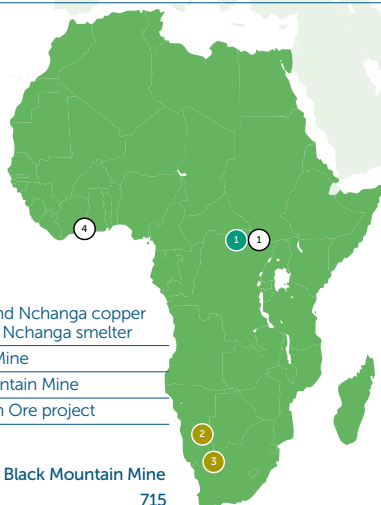 4
1 1
nd Nchanga copper
Nchanga smelter
Mine
ntain Mine
n Ore project
2
3
Black Mountain Mine
715